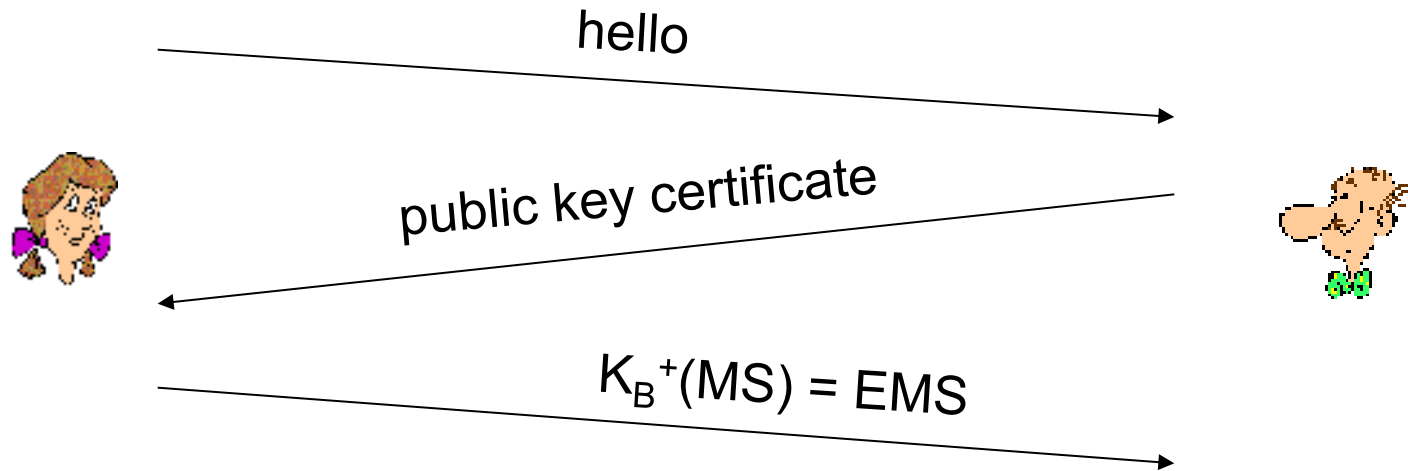 hello
public key certificate
K_B⁺(MS) = EMS